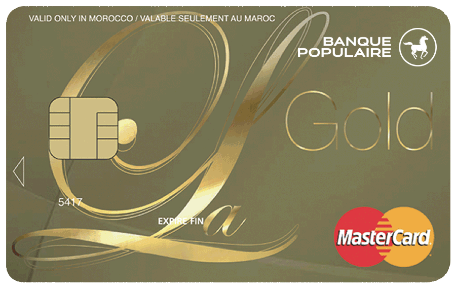 VALID ONLY IN MOROCCO / VALABLE SEULEMENT AU MAROC
BANQUE
POPULAIRE
La
Gold
5417
EXPIRE FIN
MasterCard